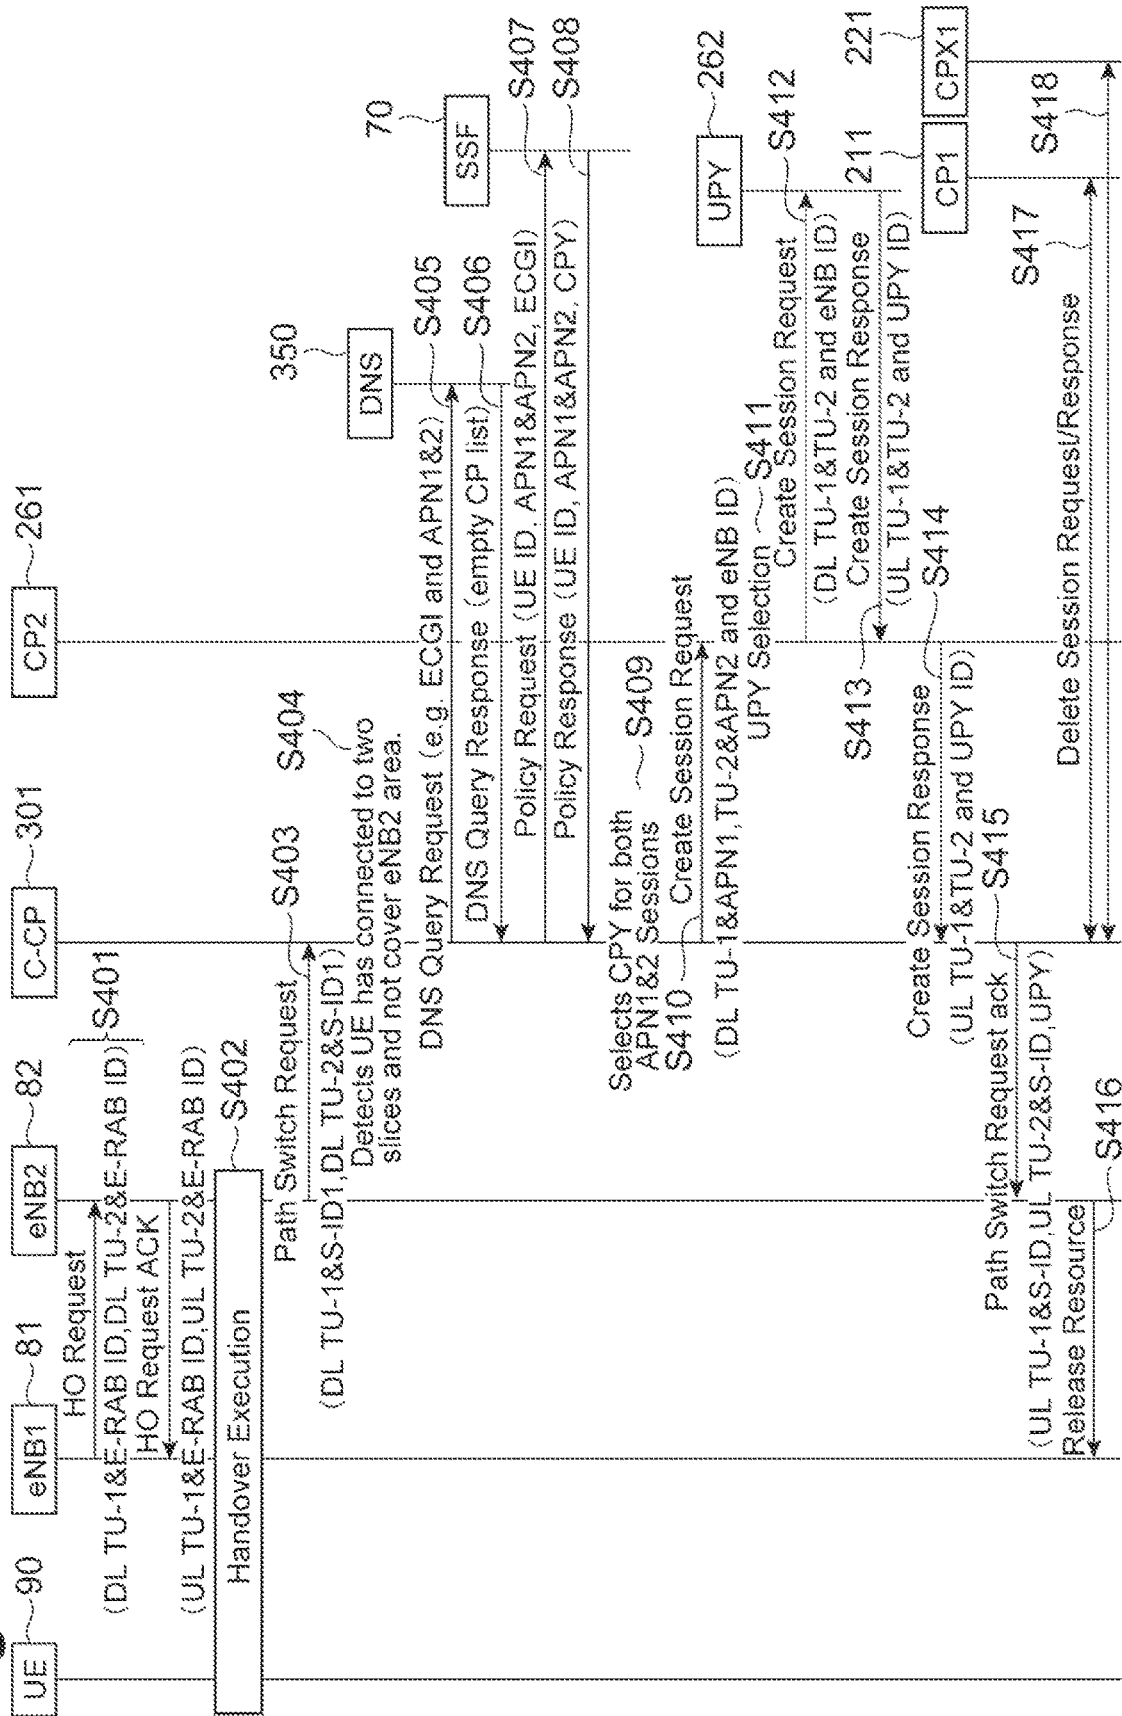 UE
90
eNB1
81
eNB2
82
C-CP
301
CP2
261
HO Request
S401
(DL TU-1&E-RAB ID,DL TU-2&E-RAB ID)
HO Request ACK
(UL TU-1&E-RAB ID,UL TU-2&E-RAB ID)
Handover Execution
S402
Path Switch Request
S403
(DL TU-1&S-ID1,DL TU-2&S-ID1)
S404
Detects UE has connected to two
slices and not cover eNB2 area.
DNS
350
DNS Query Request (e.g. ECGI and APN1&2)
S405
DNS Query Response (empty CP list)
S406
SSF
70
Policy Request (UE ID. APN1&APN2, ECGI)
S407
Policy Response (UE ID, APN1&APN2, CPY)
S408
Selects CPY for both
APN1&2 Sessions
S409
S410
Create Session Request
(DL TU-1&APN1,TU-2&APN2 and eNB ID)
UPY Selection
S411
UPY
262
Create Session Request
S412
(DL TU-1&TU-2 and eNB ID)
Create Session Response
S413
(UL TU-1&TU-2 and UPY ID)
S414
Create Session Response
(UL TU-1&TU-2 and UPY ID)
Path Switch Request ack
S415
(UL TU-1&S-ID,UL TU-2&S-ID,UPY)
Release Resource
S416
CP1
211
CPX1
221
Delete Session Request/Response
S417
S418